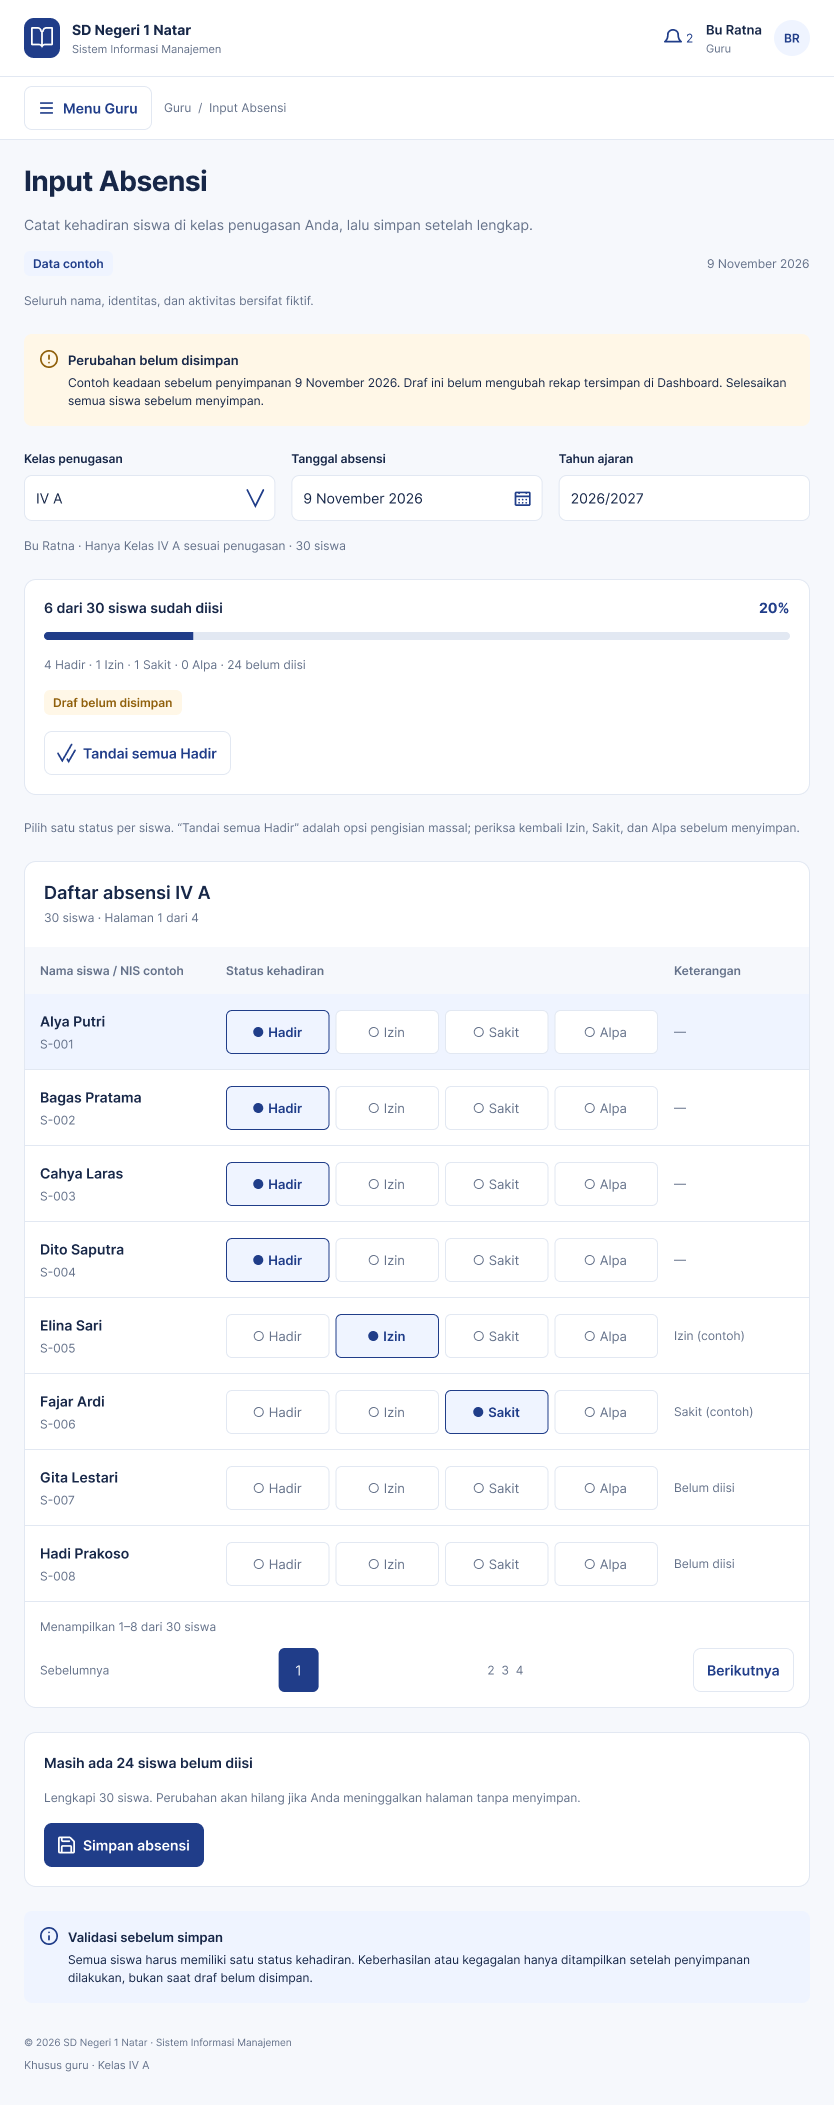 SD Negeri 1 Natar
Sistem Informasi Manajemen
2
Bu Ratna
Guru
BR
Menu Guru
Guru / Input Absensi
Input Absensi
Catat kehadiran siswa di kelas penugasan Anda, lalu simpan setelah lengkap.
Data contoh
9 November 2026
Seluruh nama, identitas, dan aktivitas bersifat fiktif.
Perubahan belum disimpan
Contoh keadaan sebelum penyimpanan 9 November 2026. Draf ini belum mengubah rekap tersimpan di Dashboard. Selesaikan
semua siswa sebelum menyimpan.
Kelas penugasan
Tanggal absensi
Tahun ajaran
IV A
9 November 2026
2026/2027
Bu Ratna · Hanya Kelas IV A sesuai penugasan · 30 siswa
6 dari 30 siswa sudah diisi
20%
4 Hadir · 1 Izin · 1 Sakit · 0 Alpa · 24 belum diisi
Draf belum disimpan
Tandai semua Hadir
Pilih satu status per siswa. “Tandai semua Hadir” adalah opsi pengisian massal; periksa kembali Izin, Sakit, dan Alpa sebelum menyimpan.
Daftar absensi IV A
30 siswa · Halaman 1 dari 4
Nama siswa / NIS contoh Status kehadiran Keterangan
Alya Putri
S-001
● Hadir ○ Izin ○ Sakit ○ Alpa —
Bagas Pratama
S-002
● Hadir ○ Izin ○ Sakit ○ Alpa —
Cahya Laras
S-003
● Hadir ○ Izin ○ Sakit ○ Alpa —
Dito Saputra
S-004
● Hadir ○ Izin ○ Sakit ○ Alpa —
Elina Sari
S-005
○ Hadir ● Izin ○ Sakit ○ Alpa Izin (contoh)
Fajar Ardi
S-006
○ Hadir ○ Izin ● Sakit ○ Alpa Sakit (contoh)
Gita Lestari
S-007
○ Hadir ○ Izin ○ Sakit ○ Alpa Belum diisi
Hadi Prakoso
S-008
○ Hadir ○ Izin ○ Sakit ○ Alpa Belum diisi
Menampilkan 1–8 dari 30 siswa
Sebelumnya 1 2 3 4 Berikutnya
Masih ada 24 siswa belum diisi
Lengkapi 30 siswa. Perubahan akan hilang jika Anda meninggalkan halaman tanpa menyimpan.
Simpan absensi
Validasi sebelum simpan
Semua siswa harus memiliki satu status kehadiran. Keberhasilan atau kegagalan hanya ditampilkan setelah penyimpanan
dilakukan, bukan saat draf belum disimpan.
© 2026 SD Negeri 1 Natar · Sistem Informasi Manajemen
Khusus guru · Kelas IV A